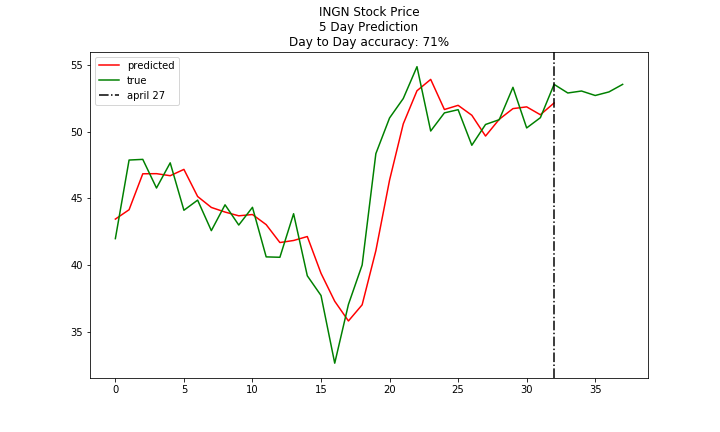 INGN Stock Price
5 Day Prediction
Day to Day accuracy: 71%
predicted
true
april 27
55
50
45
40
35
0 5 10 15 20 25 30 35